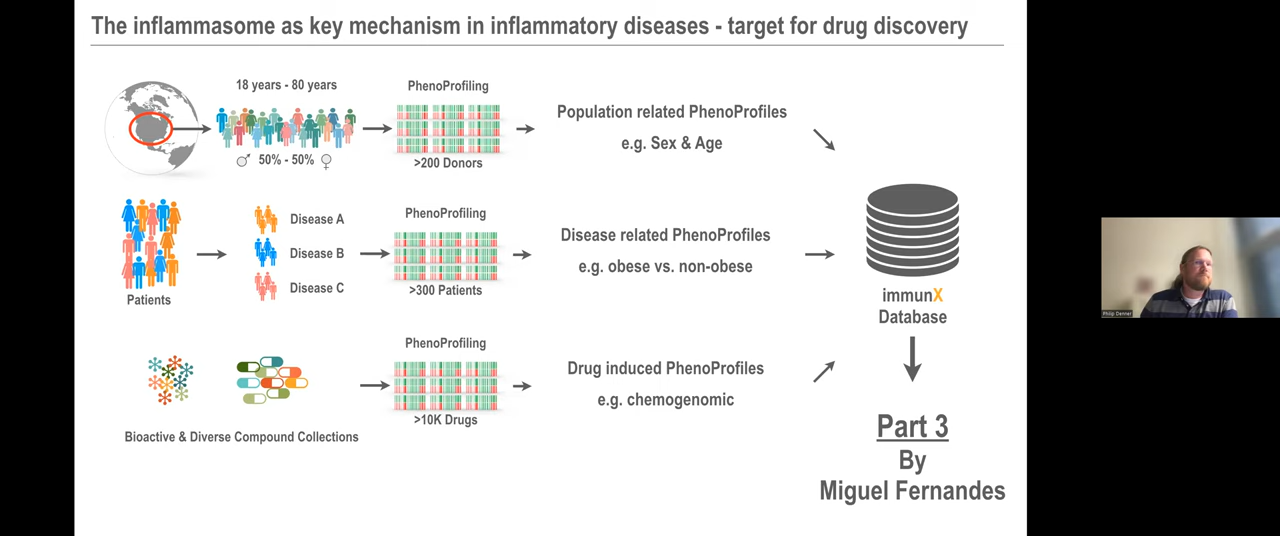 The inflammasome as key mechanism in inflammatory diseases - target for drug discovery
18 years - 80 years
50% - 50%
PhenoProfiling
>200 Donors
Population related PhenoProfiles
e.g. Sex & Age
Patients
Disease A
Disease B
Disease C
PhenoProfiling
>300 Patients
Disease related PhenoProfiles
e.g. obese vs. non-obese
immunX
Database
Bioactive & Diverse Compound Collections
PhenoProfiling
>10K Drugs
Drug induced PhenoProfiles
e.g. chemogenomic
Part 3
By
Miguel Fernandes
Philip Denner